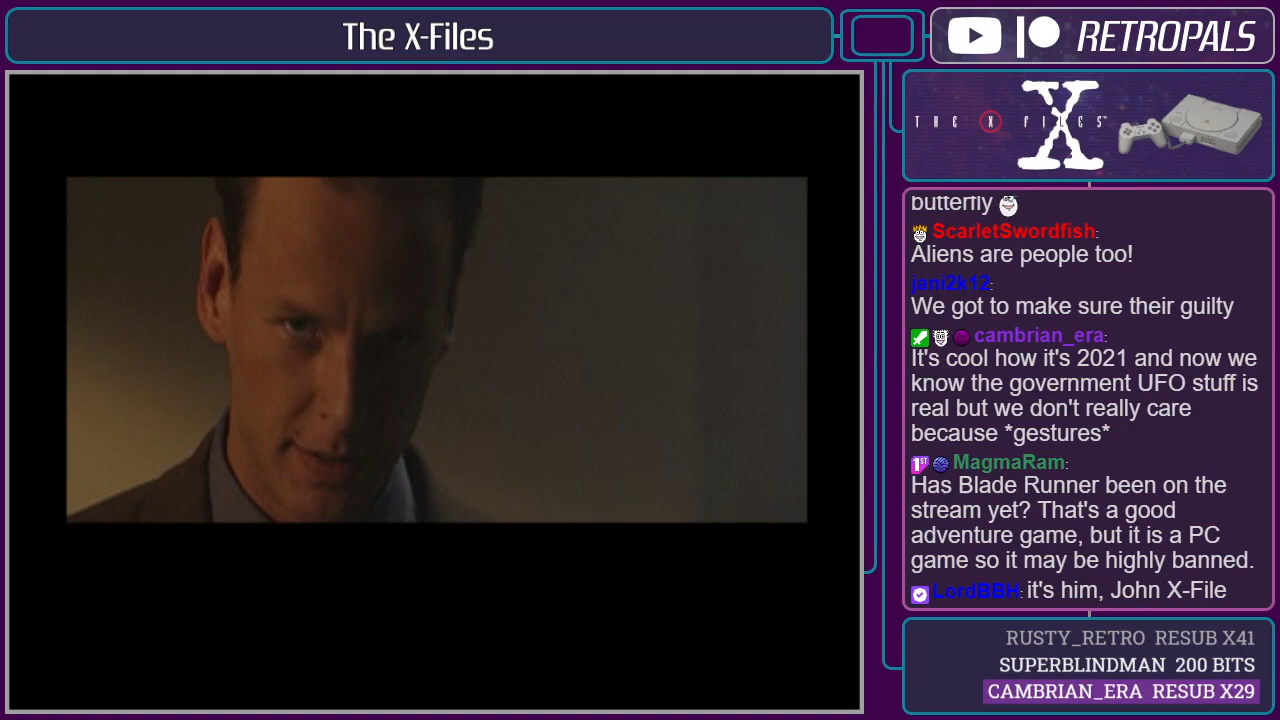 The X-Files
RETROPALS
THE X FILES™
butterfly
ScarletSwordfish:
Aliens are people too!
jani2k12:
We got to make sure their guilty
cambrian_era:
It's cool how it's 2021 and now we
know the government UFO stuff is
real but we don't really care
because *gestures*
1ST MagmaRam:
Has Blade Runner been on the
stream yet? That's a good
adventure game, but it is a PC
game so it may be highly banned.
LordBBH: it's him, John X-File
RUSTY_RETRO RESUB X41
SUPERBLINDMAN 200 BITS
CAMBRIAN_ERA RESUB X29